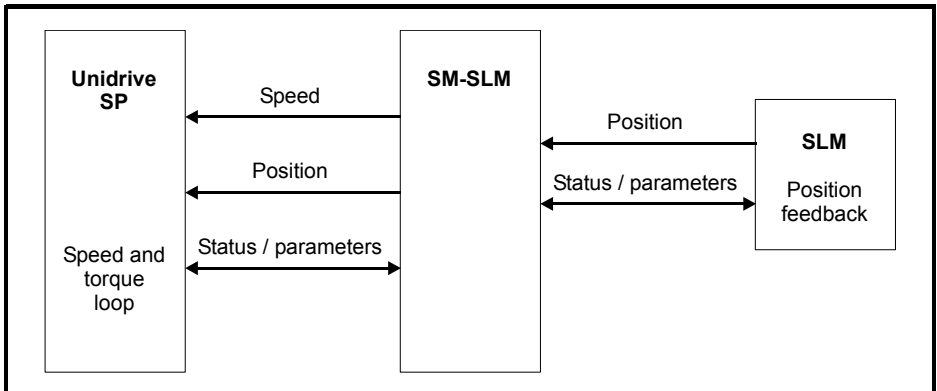 Unidrive
SP
Speed and
torque
loop
Speed
Position
Status / parameters
SM-SLM
Position
Status / parameters
SLM
Position
feedback